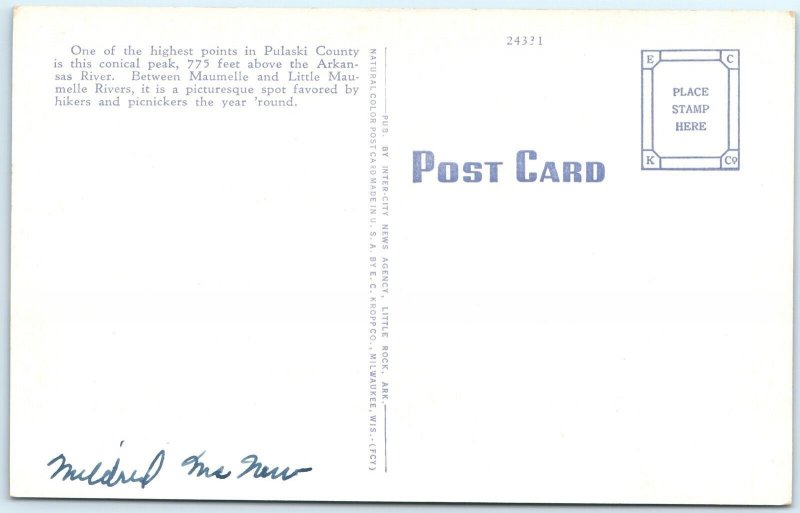 One of the highest points in Pulaski County
is this conical peak, 775 feet above the Arkan-
sas River. Between Maumelle and Little Mau-
melle Rivers, it is a picturesque spot favored by
hikers and picnickers the year 'round.
Mildred Mc New
NATURAL COLOR POST CARD MADE IN U. S. A. BY E. C. KROPP CO., MILWAUKEE, WIS.-(FCY)
PUB. BY INTER-CITY NEWS AGENCY, LITTLE ROCK, ARK.
24321
POST CARD
E C
PLACE
STAMP
HERE
K Co